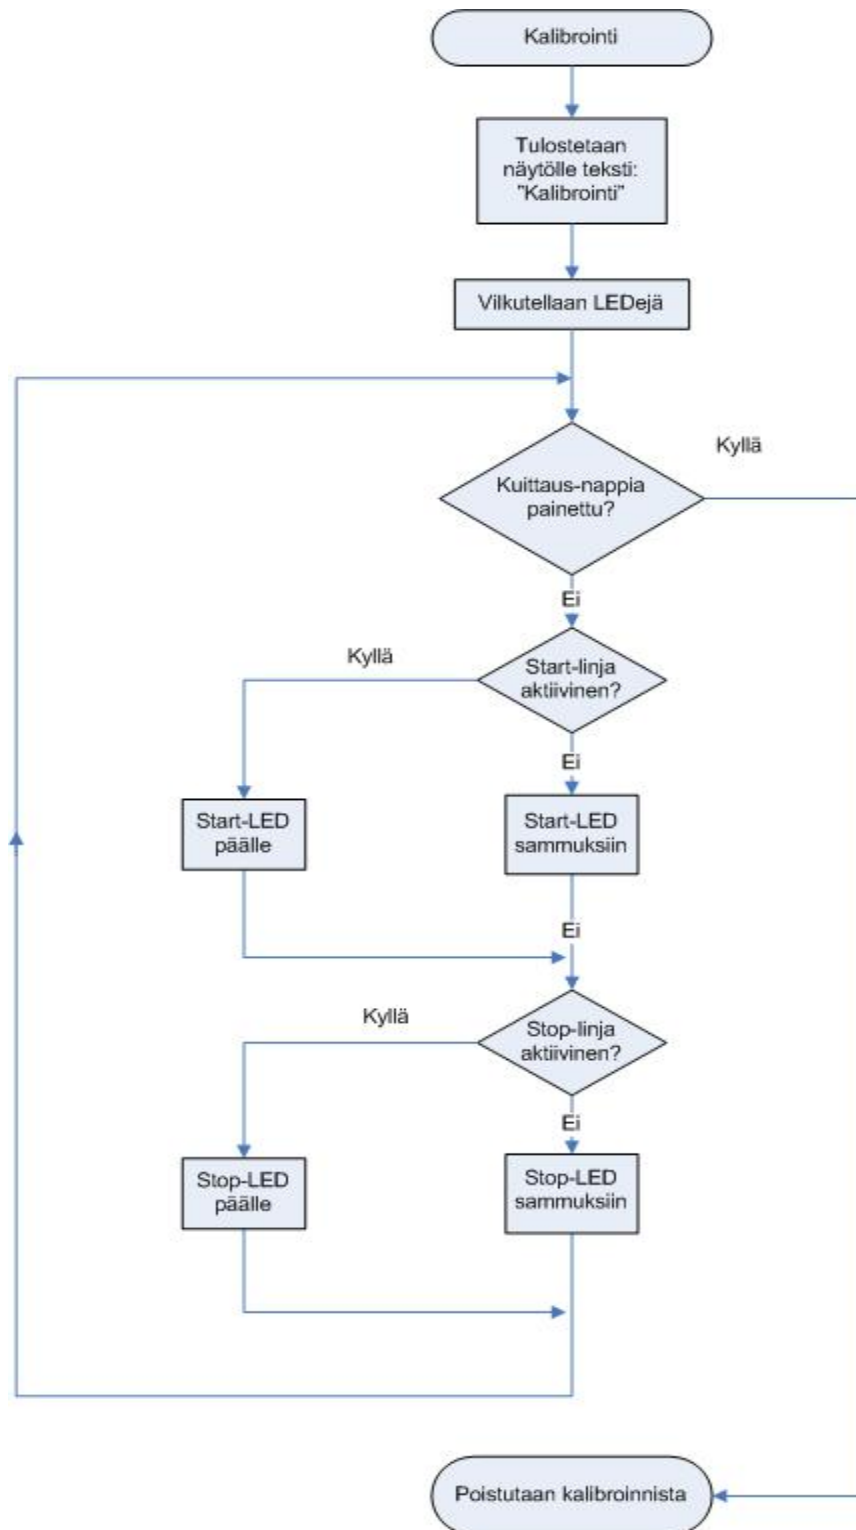 Kalibrointi
Tulostetaan
näytölle teksti:
"Kalibrointi"
Vilkutellaan LEDejä
Kyllä
Kuittaus-nappia
painettu?
Ei
Kyllä
Start-linja
aktiivinen?
Ei
Start-LED
päälle
Start-LED
sammuksiin
Ei
Kyllä
Stop-linja
aktiivinen?
Ei
Stop-LED
päälle
Stop-LED
sammuksiin
Poistutaan kalibroinnista